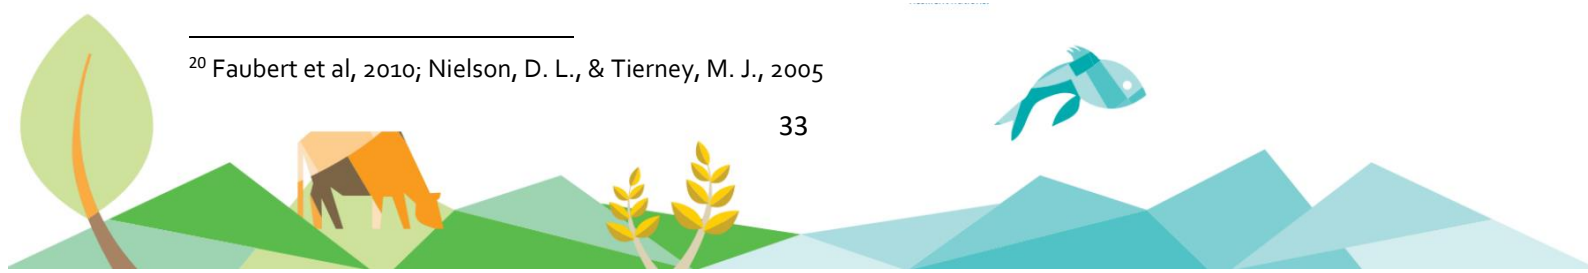 ²⁰ Faubert et al, 2010; Nielson, D. L., & Tierney, M. J., 2005
33